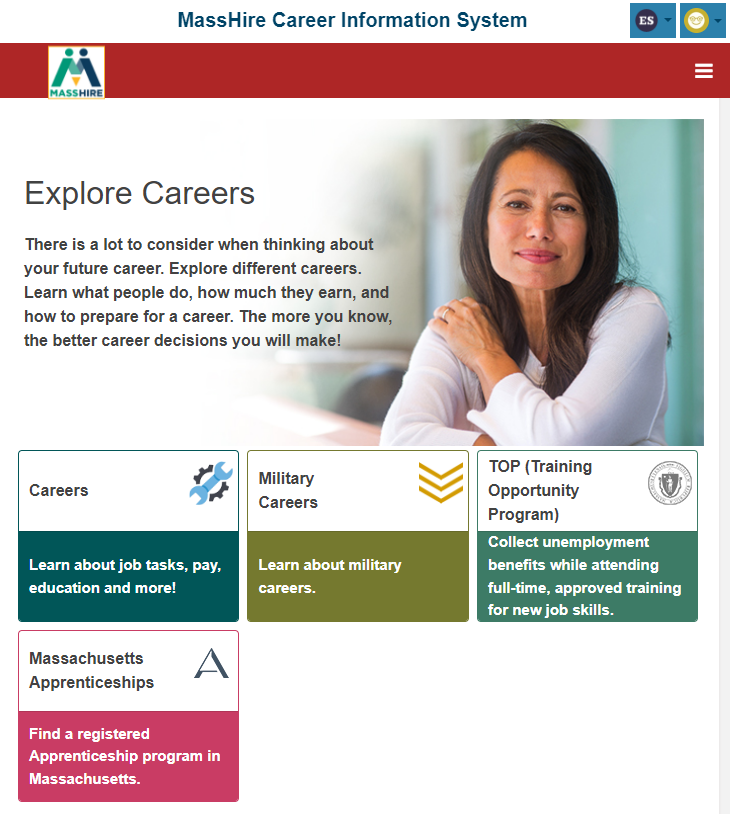 MassHire Career Information System
ES
MASSHIRE
Explore Careers
There is a lot to consider when thinking about
your future career. Explore different careers.
Learn what people do, how much they earn, and
how to prepare for a career. The more you know,
the better career decisions you will make!
Careers
Learn about job tasks, pay,
education and more!
Military
Careers
Learn about military
careers.
TOP (Training
Opportunity
Program)
Collect unemployment
benefits while attending
full-time, approved training
for new job skills.
Massachusetts
Apprenticeships
Find a registered
Apprenticeship program in
Massachusetts.